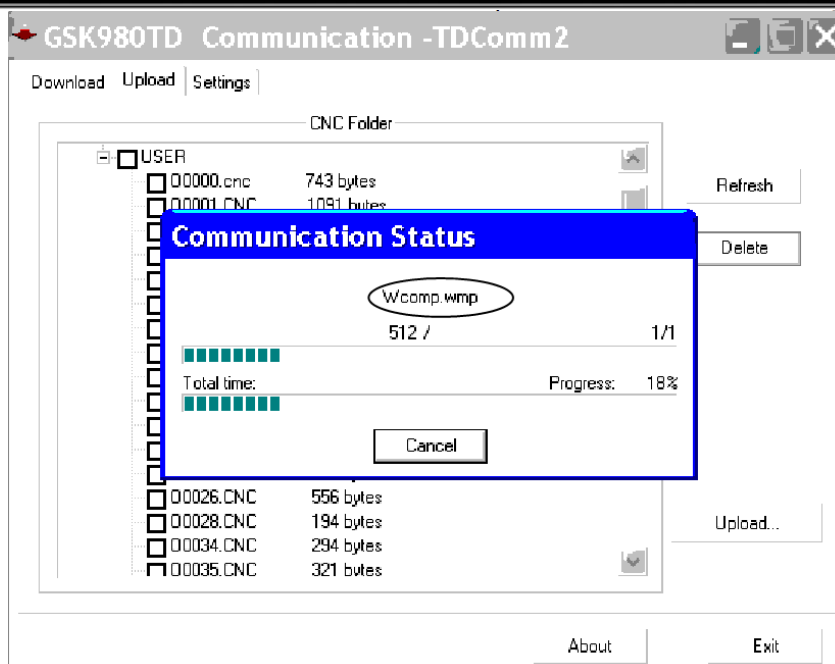 GSK980TD Communication -TDComm2
Download Upload Settings
CNC Folder
USER
O0000.cnc 743 bytes
O0001.CNC 1091 bytes
Refresh
Communication Status
Delete
Wcomp.wmp
512 / 1/1
Total time: Progress: 18%
Cancel
O0026.CNC 556 bytes
O0028.CNC 194 bytes
O0034.CNC 294 bytes
O0035.CNC 321 bytes
Upload...
About Exit